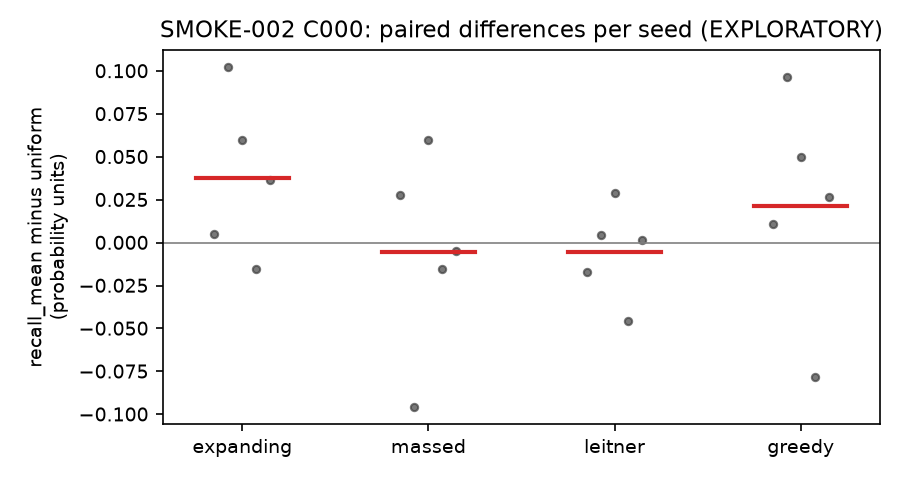 SMOKE-002 C000: paired differences per seed (EXPLORATORY)
recall_mean minus uniform
(probability units)
0.100
0.075
0.050
0.025
0.000
−0.025
−0.050
−0.075
−0.100
expanding
massed
leitner
greedy